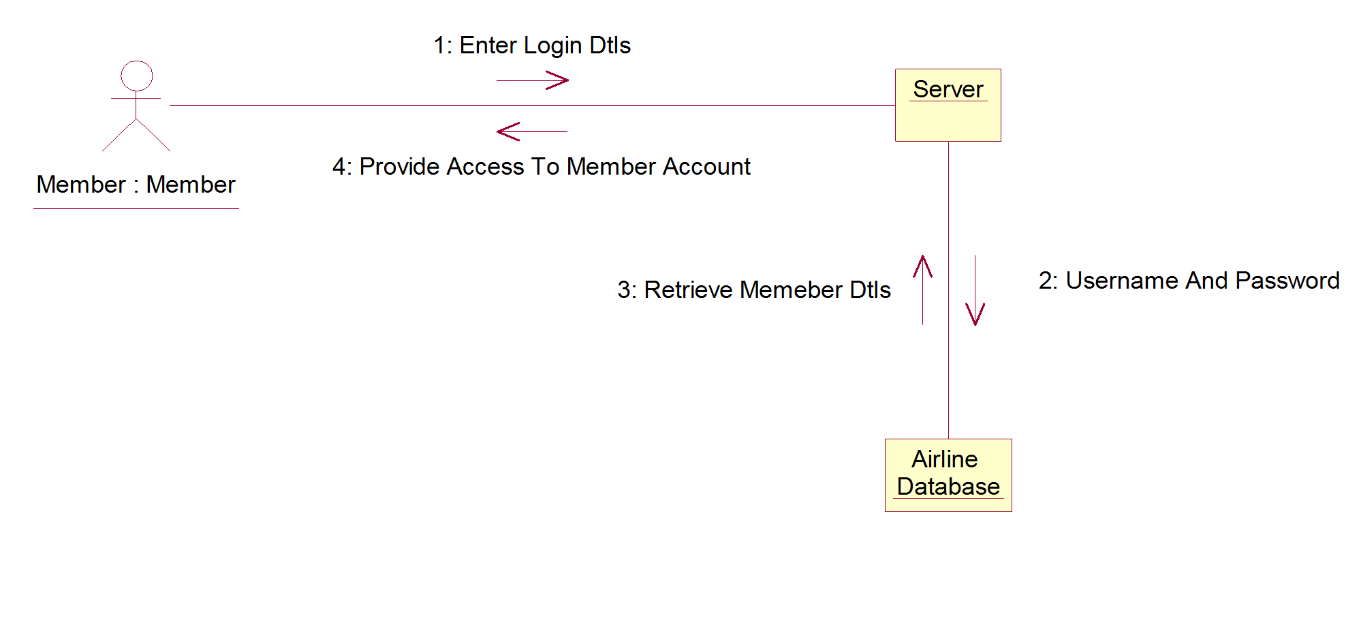 1: Enter Login Dtls
Server
4: Provide Access To Member Account
Member : Member
3: Retrieve Memeber Dtls
2: Username And Password
Airline
Database